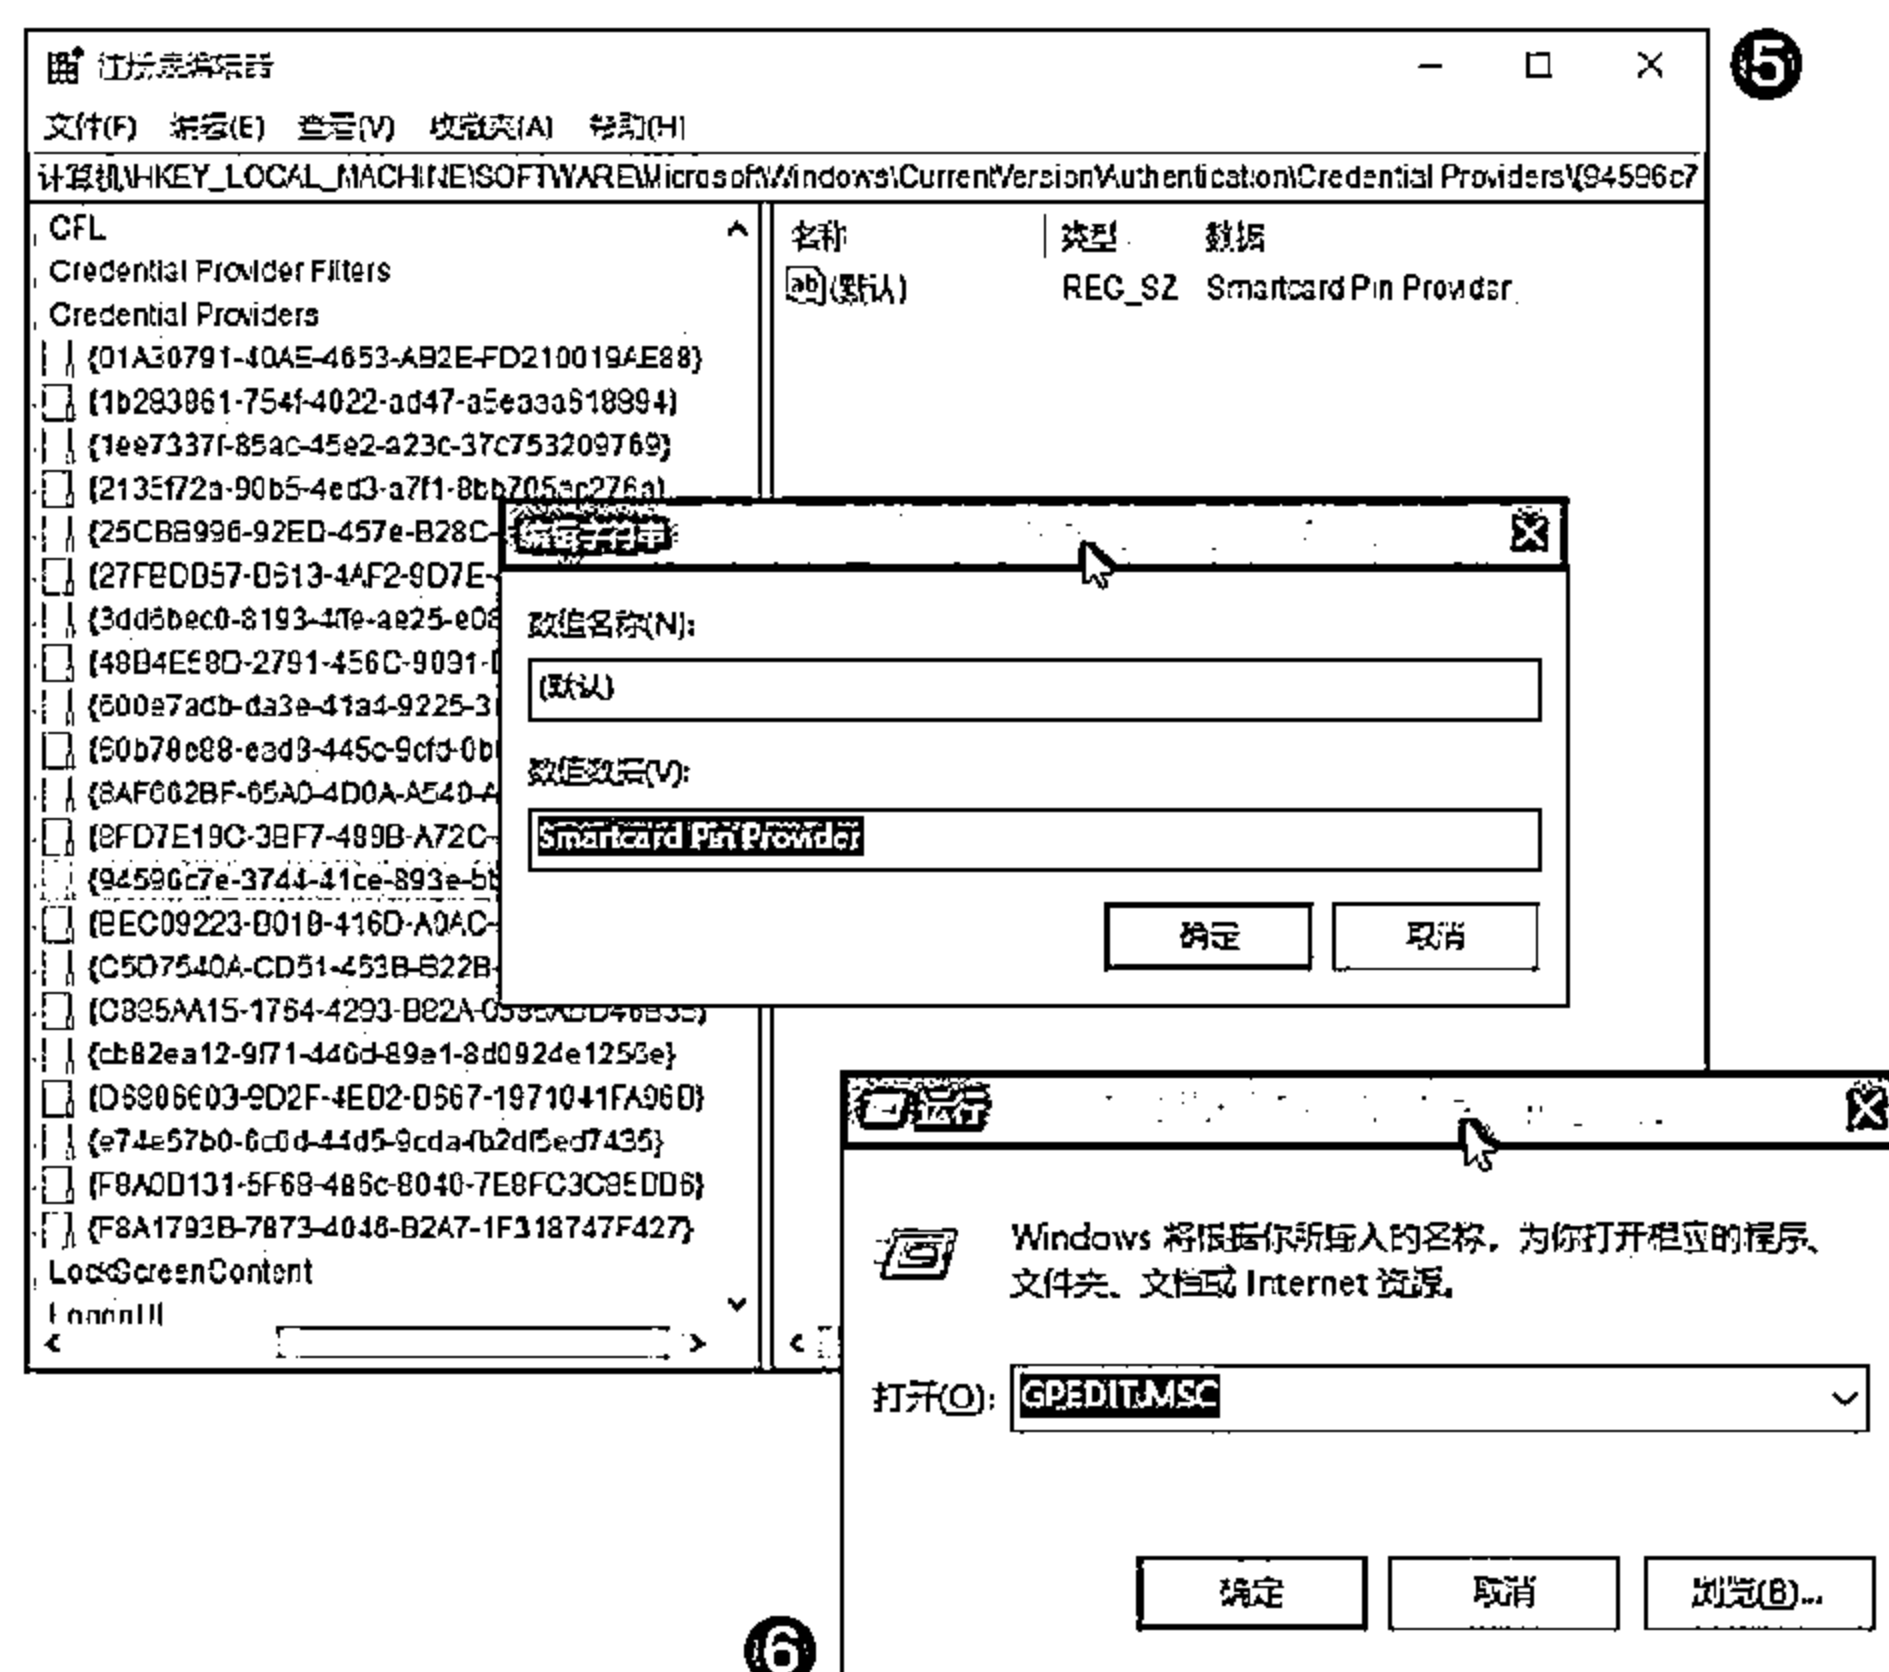 注册表编辑器
5
文件(F) 编辑(E) 查看(V) 收藏夹(A) 帮助(H)
计算机\HKEY_LOCAL_MACHINE\SOFTWARE\Microsoft\Windows\CurrentVersion\Authentication\Credential Providers\{94596c7
CFL
Credential Provider Filters
Credential Providers
{01A30791-40AE-4653-AB2E-FD210019AE88}
{1b283861-754f-4022-ad47-a5eaaa618894}
{1ee7337f-85ac-45e2-a23c-37c753209769}
{2135f72a-90b5-4ed3-a7f1-8bb705ac276a}
{25CBB996-92ED-457e-B28C-
{27FBDB57-B613-4AF2-9D7E-
{3dd6bec0-8193-4ffe-ae25-e08
{48B4E58D-2791-456C-9091-
{600e7adb-da3e-41a4-9225-3
{60b78e88-ead8-445c-9cfd-0b
{8AF662BF-65A0-4D0A-A540-A
{8FD7E19C-3BF7-489B-A72C-
{94596c7e-3744-41ce-893e-bb
{BEC09223-B018-416D-A0AC-
{C5D7540A-CD51-453B-B22B-
{C885AA15-1764-4293-B82A-0586ADD46B35}
{cb82ea12-9f71-446d-89e1-8d0924e1256e}
{D6886603-9D2F-4EB2-B667-1971041FA96B}
{e74e57b0-6c6d-44d5-9cda-fb2df5ed7435}
{F8A0B131-5F68-486c-8040-7E8FC3C85BB6}
{F8A1793B-7873-4046-B2A7-1F318747F427}
LockScreenContent
LogonUI
名称 类型 数据
ab (默认) REG_SZ Smartcard Pin Provider
编辑字符串
数值名称(N):
(默认)
数值数据(V):
Smartcard Pin Provider
确定 取消
运行
Windows 将根据你所输入的名称，为你打开相应的程序、
文件夹、文档或 Internet 资源。
打开(O): GPEDIT.MSC
确定 取消 浏览(B)...
6